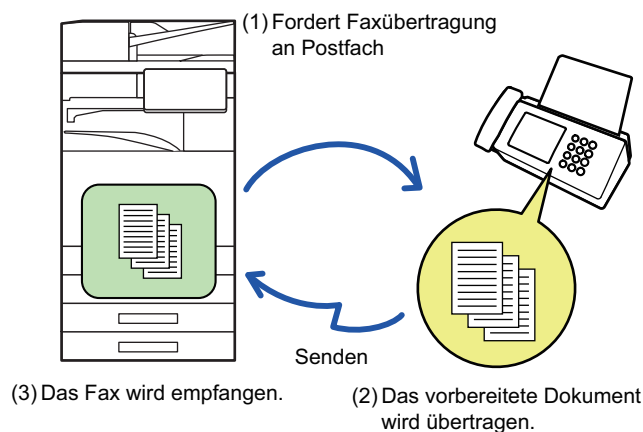 (1) Fordert Faxübertragung
an Postfach
Senden
(3) Das Fax wird empfangen.
(2) Das vorbereitete Dokument
wird übertragen.